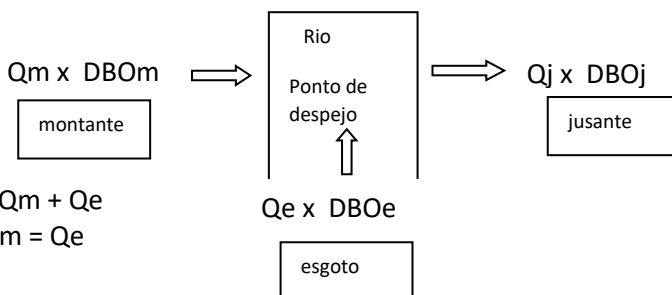 Rio
Qm x DBOm
Ponto de
despejo
Qj x DBOj
montante
jusante
Qm + Qe
m = Qe
Qe x DBOe
esgoto